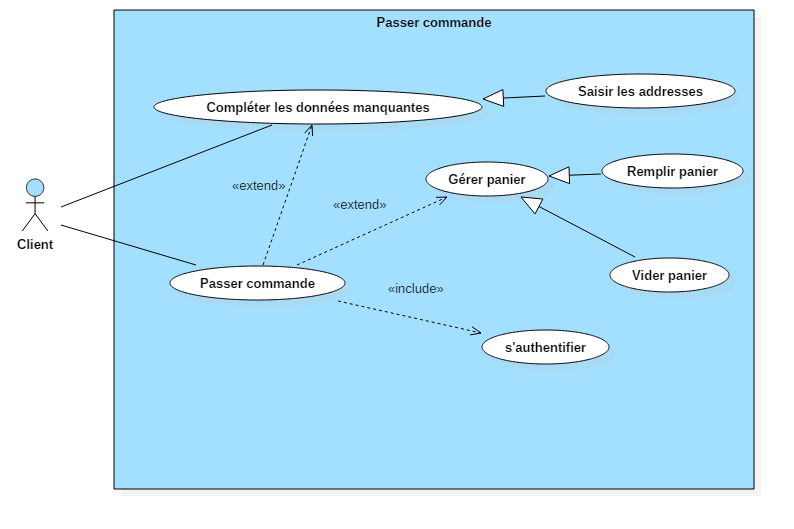 Passer commande
Saisir les addresses
Compléter les données manquantes
Remplir panier
Gérer panier
«extend»
«extend»
Client
Vider panier
Passer commande
«include»
s'authentifier